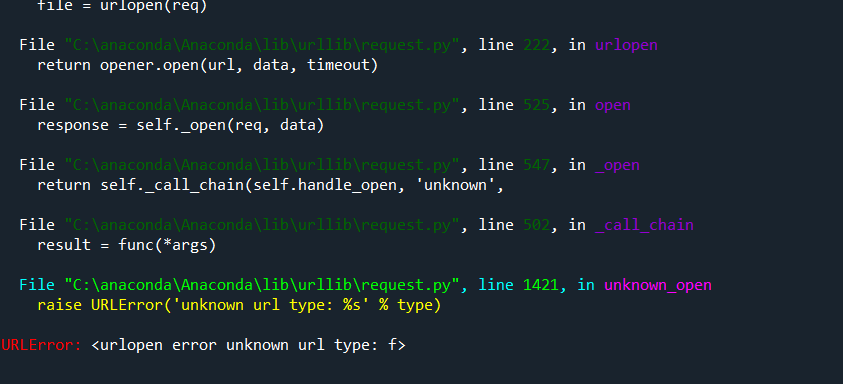 file = urlopen(req)
File "C:\anaconda\Anaconda\lib\urllib\request.py", line 222, in urlopen
return opener.open(url, data, timeout)
File "C:\anaconda\Anaconda\lib\urllib\request.py", line 525, in open
response = self._open(req, data)
File "C:\anaconda\Anaconda\lib\urllib\request.py", line 547, in _open
return self._call_chain(self.handle_open, 'unknown',
File "C:\anaconda\Anaconda\lib\urllib\request.py", line 502, in _call_chain
result = func(*args)
File "C:\anaconda\Anaconda\lib\urllib\request.py", line 1421, in unknown_open
raise URLError('unknown url type: %s' % type)
URLError: <urlopen error unknown url type: f>